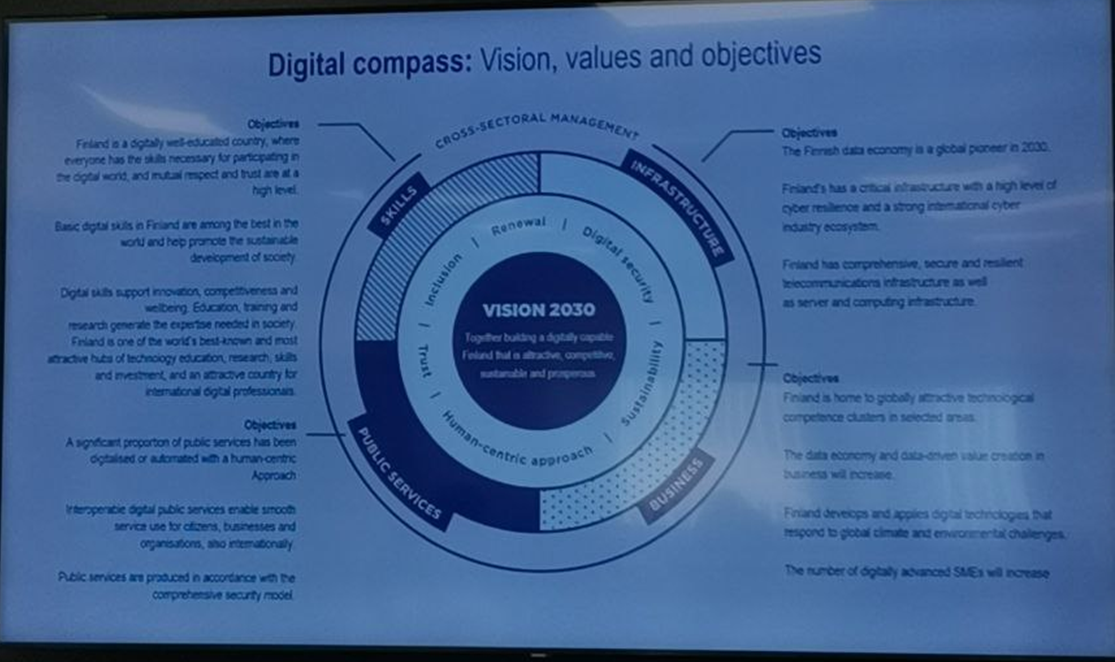 Digital compass: Vision, values and objectives
Objectives
Finland is a digitally well-educated country, where
everyone has the skills necessary for participating in
the digital world, and mutual respect and trust are at a
high level.
Basic digital skills in Finland are among the best in the
world and help promote the sustainable
development of society.
Digital skills support innovation, competitiveness and
wellbeing. Education, training and
research generate the expertise needed in society.
Finland is one of the world's best-known and most
attractive hubs of technology education, research, skills
and investment, and an attractive country for
international digital professionals.
Objectives
A significant proportion of public services has been
digitalised or automated with a human-centric
Approach
Interoperable digital public services enable smooth
service use for citizens, businesses and
organisations, also internationally.
Public services are produced in accordance with the
comprehensive security model.
CROSS-SECTORAL MANAGEMENT
SKILLS
INFRASTRUCTURE
BUSINESS
PUBLIC SERVICES
Renewal | Digital security | Sustainability | Human-centric approach | Trust | Inclusion |
VISION 2030
Together building a digitally capable
Finland that is attractive, competitive,
sustainable and prosperous
Objectives
The Finnish data economy is a global pioneer in 2030.
Finland's has a critical infrastructure with a high level of
cyber resilience and a strong international cyber
industry ecosystem.
Finland has comprehensive, secure and resilient
telecommunications infrastructure as well
as server and computing infrastructure.
Objectives
Finland is home to globally attractive technological
competence clusters in selected areas.
The data economy and data-driven value creation in
business will increase.
Finland develops and applies digital technologies that
respond to global climate and environmental challenges.
The number of digitally advanced SMEs will increase